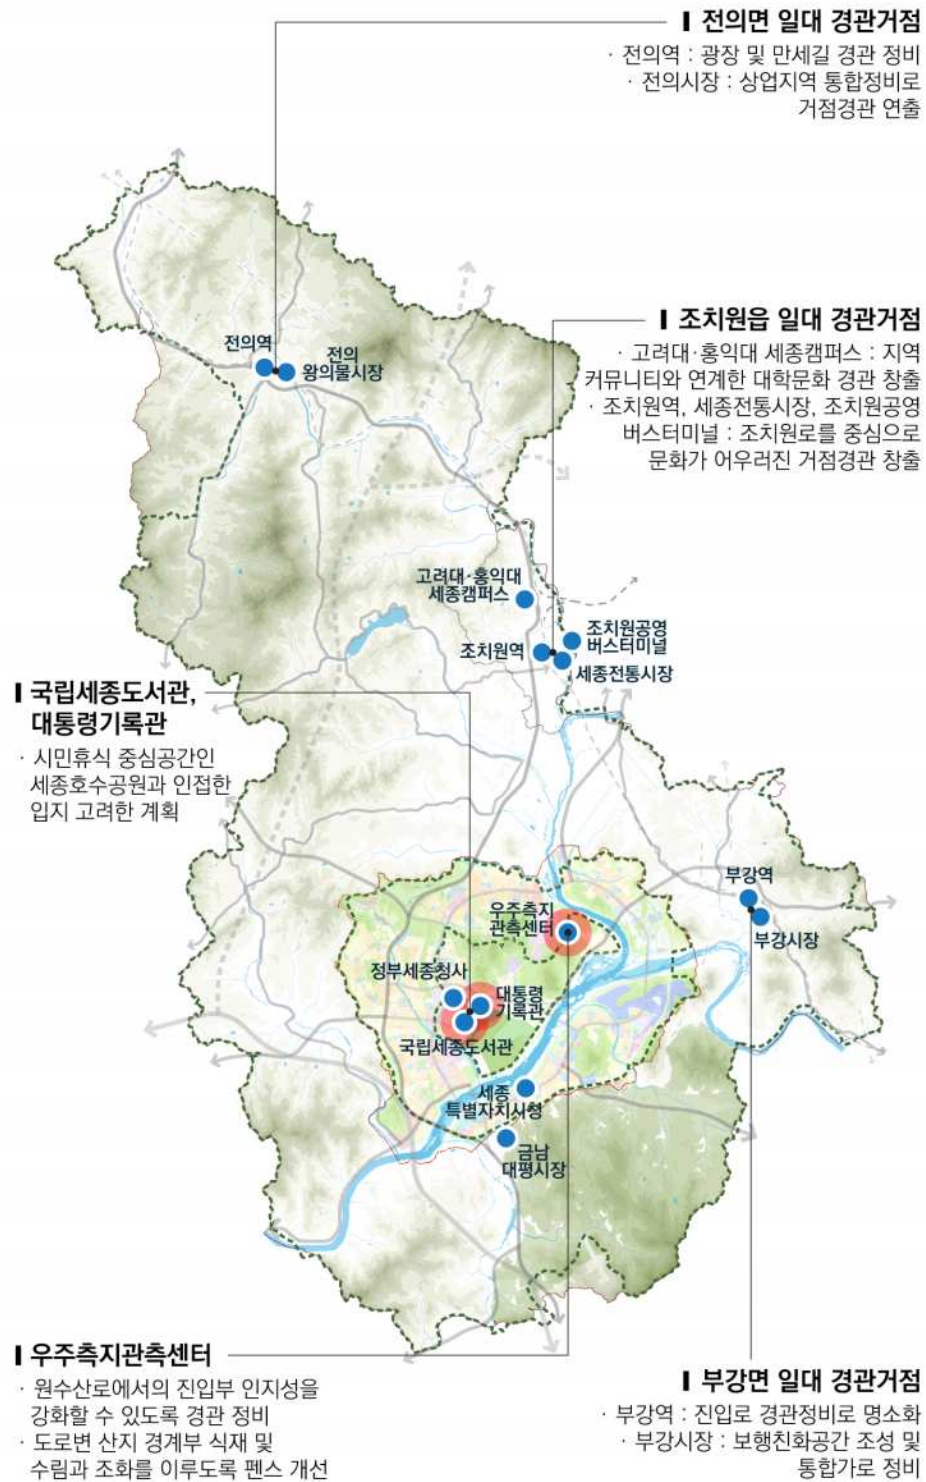 전의면 일대 경관거점
· 전의역 : 광장 및 만세길 경관 정비
· 전의시장 : 상업지역 통합정비로
거점경관 연출
조치원읍 일대 경관거점
· 고려대·홍익대 세종캠퍼스 : 지역
커뮤니티와 연계한 대학문화 경관 창출
· 조치원역, 세종전통시장, 조치원공영
버스터미널 : 조치원로를 중심으로
문화가 어우러진 거점경관 창출
전의역
전의
왕의물시장
고려대·홍익대
세종캠퍼스
조치원공영
버스터미널
조치원역
세종전통시장
국립세종도서관,
대통령기록관
· 시민휴식 중심공간인
세종호수공원과 인접한
입지 고려한 계획
부강역
부강시장
우주측지
관측센터
정부세종청사
대통령
기록관
국립세종도서관
세종
특별자치시청
금남
대평시장
우주측지관측센터
· 원수산로에서의 진입부 인지성을
강화할 수 있도록 경관 정비
· 도로변 산지 경계부 식재 및
수림과 조화를 이루도록 펜스 개선
부강면 일대 경관거점
· 부강역 : 진입로 경관정비로 명소화
· 부강시장 : 보행친화공간 조성 및
통합가로 정비